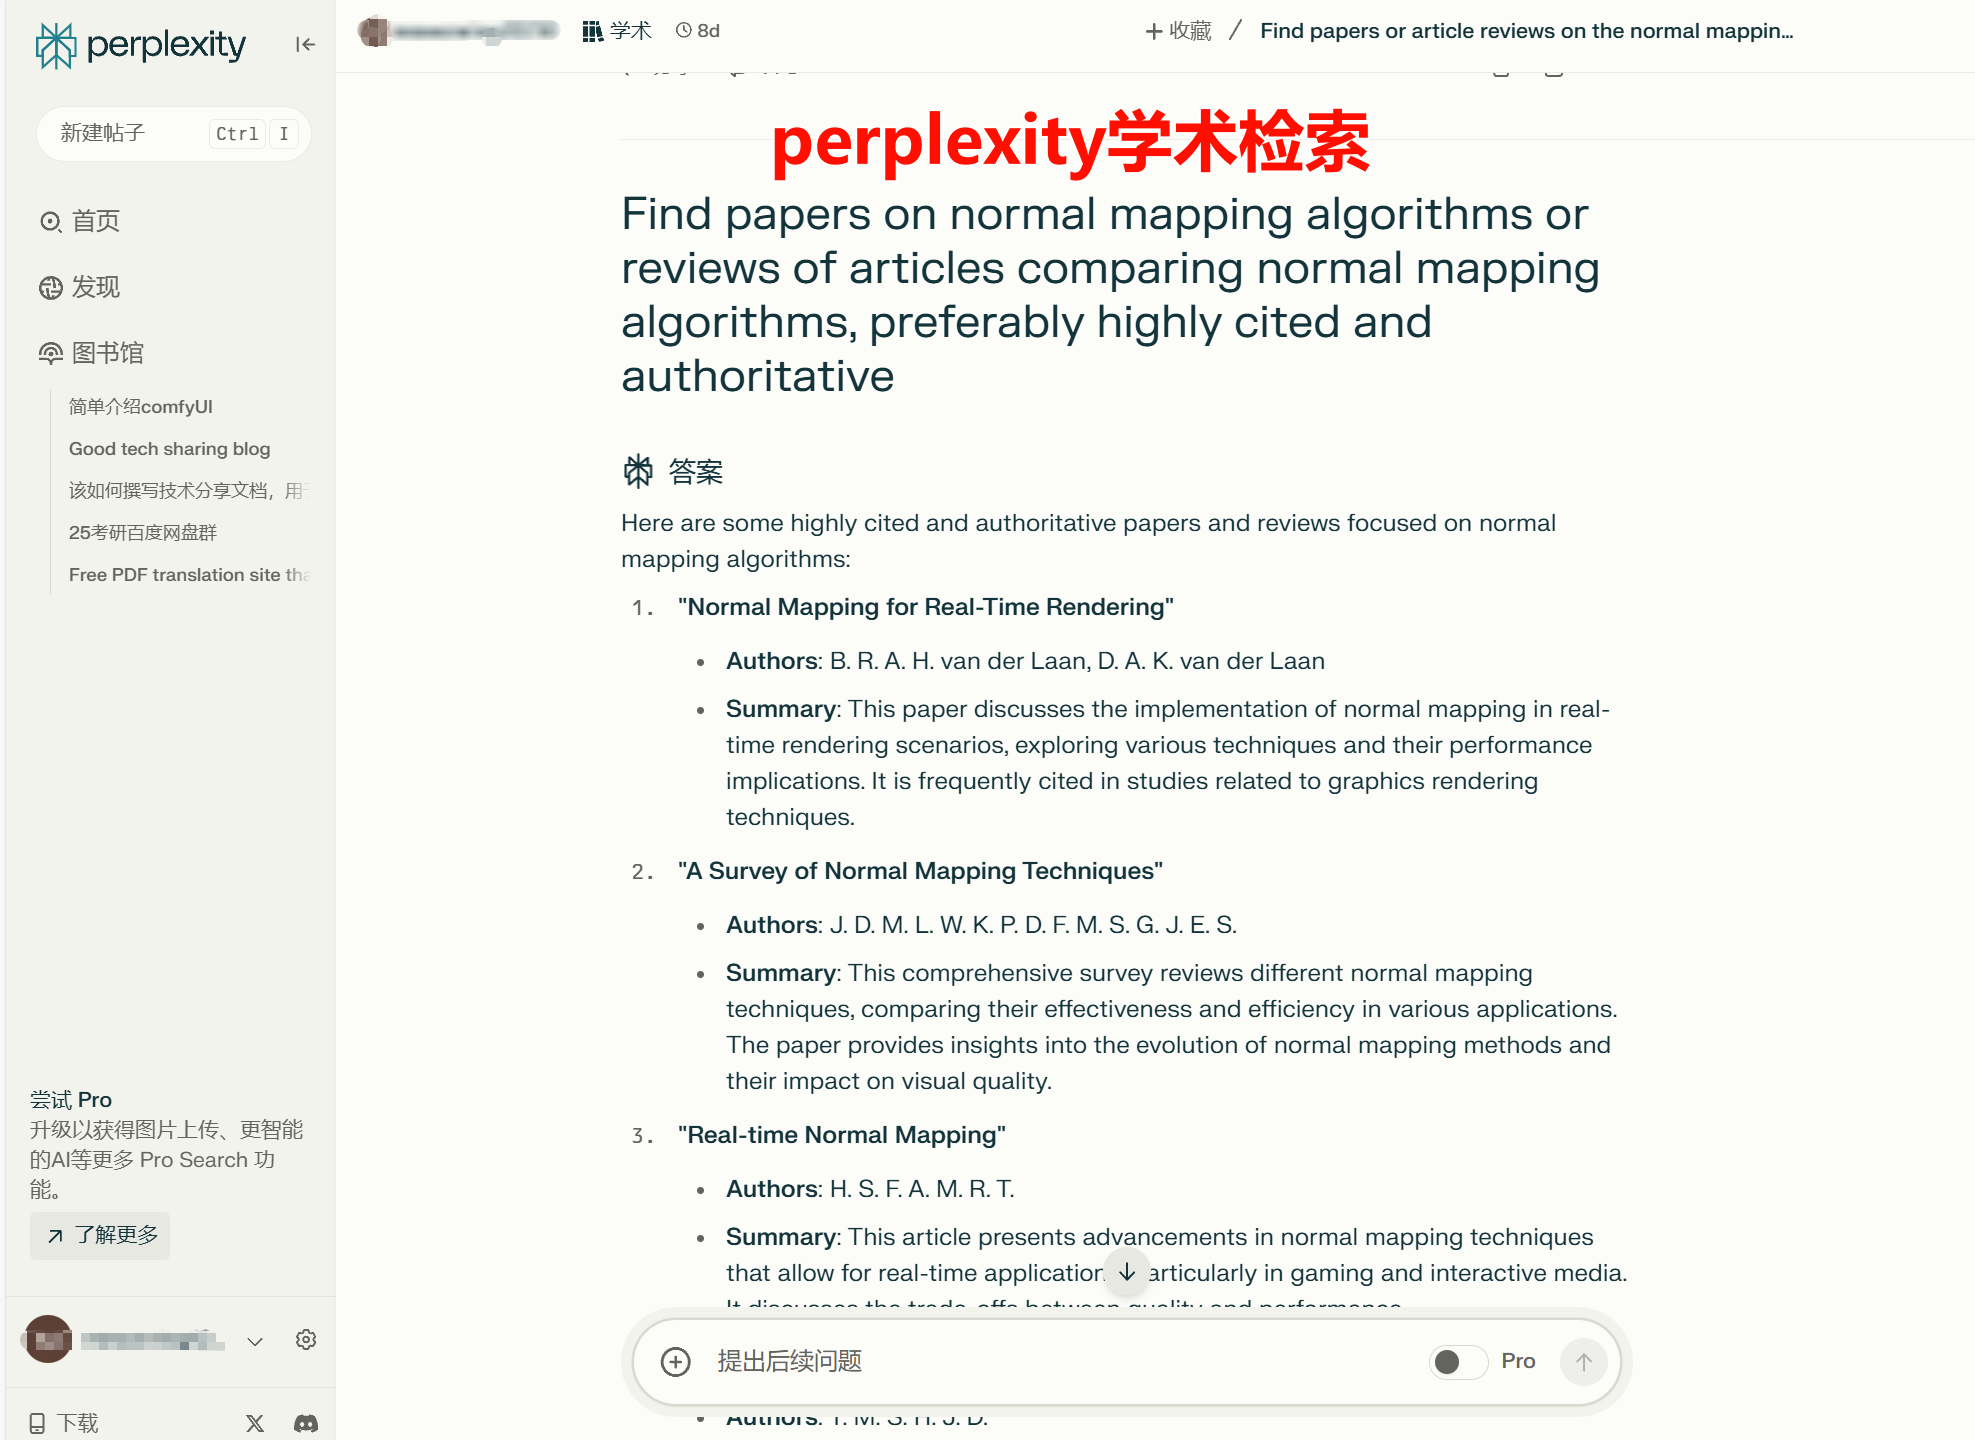 perplexity
新建帖子 Ctrl I
首页
发现
图书馆
简单介绍comfyUI
Good tech sharing blog
该如何撰写技术分享文档，用
25考研百度网盘群
Free PDF translation site tha
尝试 Pro
升级以获得图片上传、更智能
的AI等更多 Pro Search 功
能。
了解更多
下载
学术 8d
收藏 / Find papers or article reviews on the normal mappin...
perplexity学术检索
Find papers on normal mapping algorithms or
reviews of articles comparing normal mapping
algorithms, preferably highly cited and
authoritative
答案
Here are some highly cited and authoritative papers and reviews focused on normal
mapping algorithms:
1. "Normal Mapping for Real-Time Rendering"
• Authors: B. R. A. H. van der Laan, D. A. K. van der Laan
• Summary: This paper discusses the implementation of normal mapping in real-
time rendering scenarios, exploring various techniques and their performance
implications. It is frequently cited in studies related to graphics rendering
techniques.
2. "A Survey of Normal Mapping Techniques"
• Authors: J. D. M. L. W. K. P. D. F. M. S. G. J. E. S.
• Summary: This comprehensive survey reviews different normal mapping
techniques, comparing their effectiveness and efficiency in various applications.
The paper provides insights into the evolution of normal mapping methods and
their impact on visual quality.
3. "Real-time Normal Mapping"
• Authors: H. S. F. A. M. R. T.
• Summary: This article presents advancements in normal mapping techniques
that allow for real-time application articularly in gaming and interactive media.
It discusses the trade-offs between quality and performance
提出后续问题 Pro
• Authors: T. M. S. H. J. D.